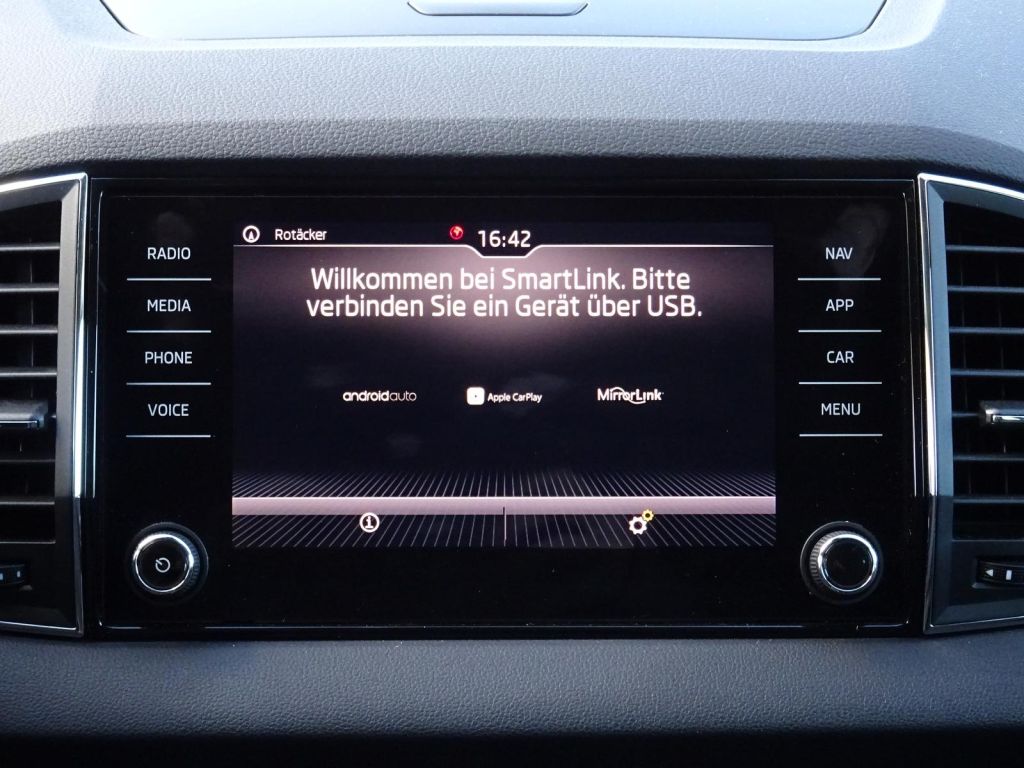 Rotäcker 16:42
RADIO
MEDIA
PHONE
VOICE
Willkommen bei SmartLink. Bitte
verbinden Sie ein Gerät über USB.
androidauto Apple CarPlay MirrorLink
NAV
APP
CAR
MENU